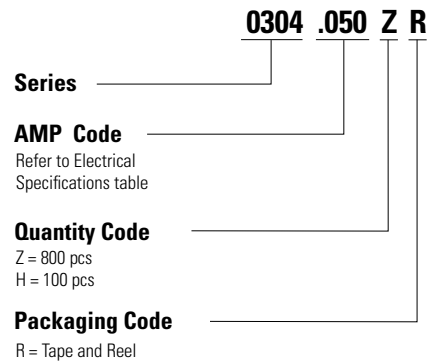 0304 .050 Z R
Series
AMP Code
Refer to Electrical
Specifications table
Quantity Code
Z = 800 pcs
H = 100 pcs
Packaging Code
R = Tape and Reel